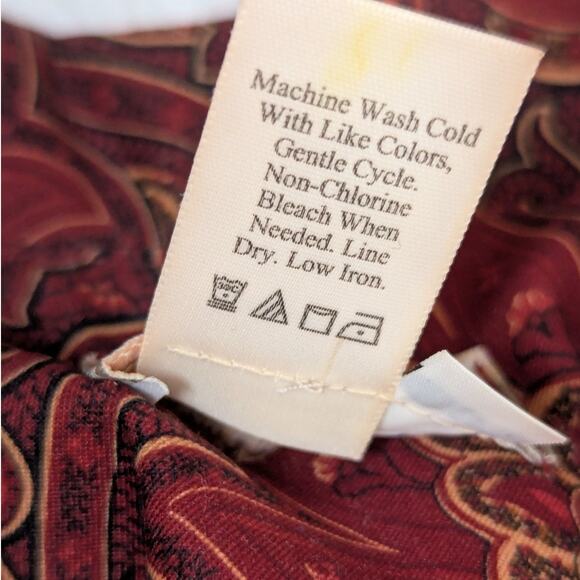 Machine Wash Cold
With Like Colors,
Gentle Cycle.
Non-Chlorine
Bleach When
Needed. Line
Dry. Low Iron.